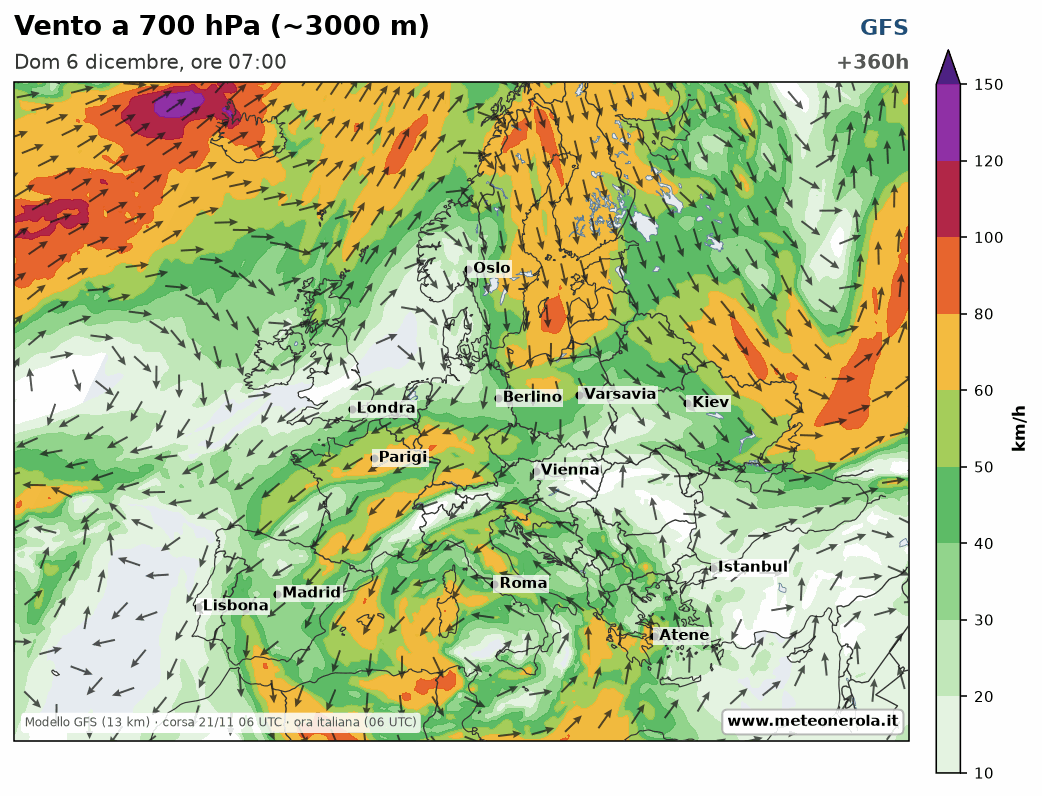 Vento a 700 hPa (~3000 m)
GFS
Dom 6 dicembre, ore 07:00
+360h
150
120
100
80
60
50
40
30
20
10
km/h
Oslo
Berlino
Varsavia
Kiev
Londra
Parigi
Vienna
Istanbul
Roma
Madrid
Lisbona
Atene
Modello GFS (13 km) · corsa 21/11 06 UTC · ora italiana (06 UTC)
www.meteonerola.it